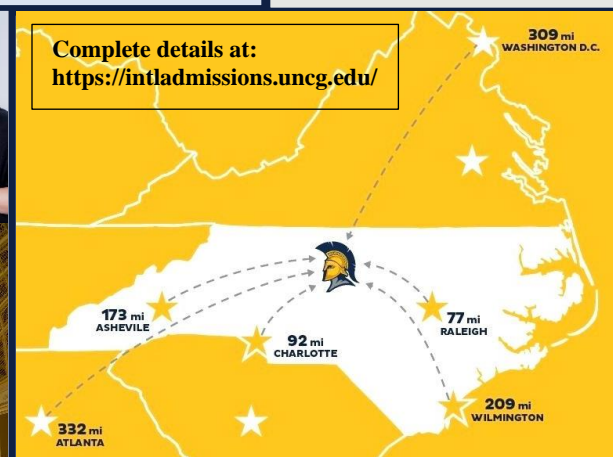 Complete details at:
https://intladmissions.uncg.edu/
309 mi
WASHINGTON D.C.
173 mi
ASHEVILE
92 mi
CHARLOTTE
77 mi
RALEIGH
332 mi
ATLANTA
209 mi
WILMINGTON